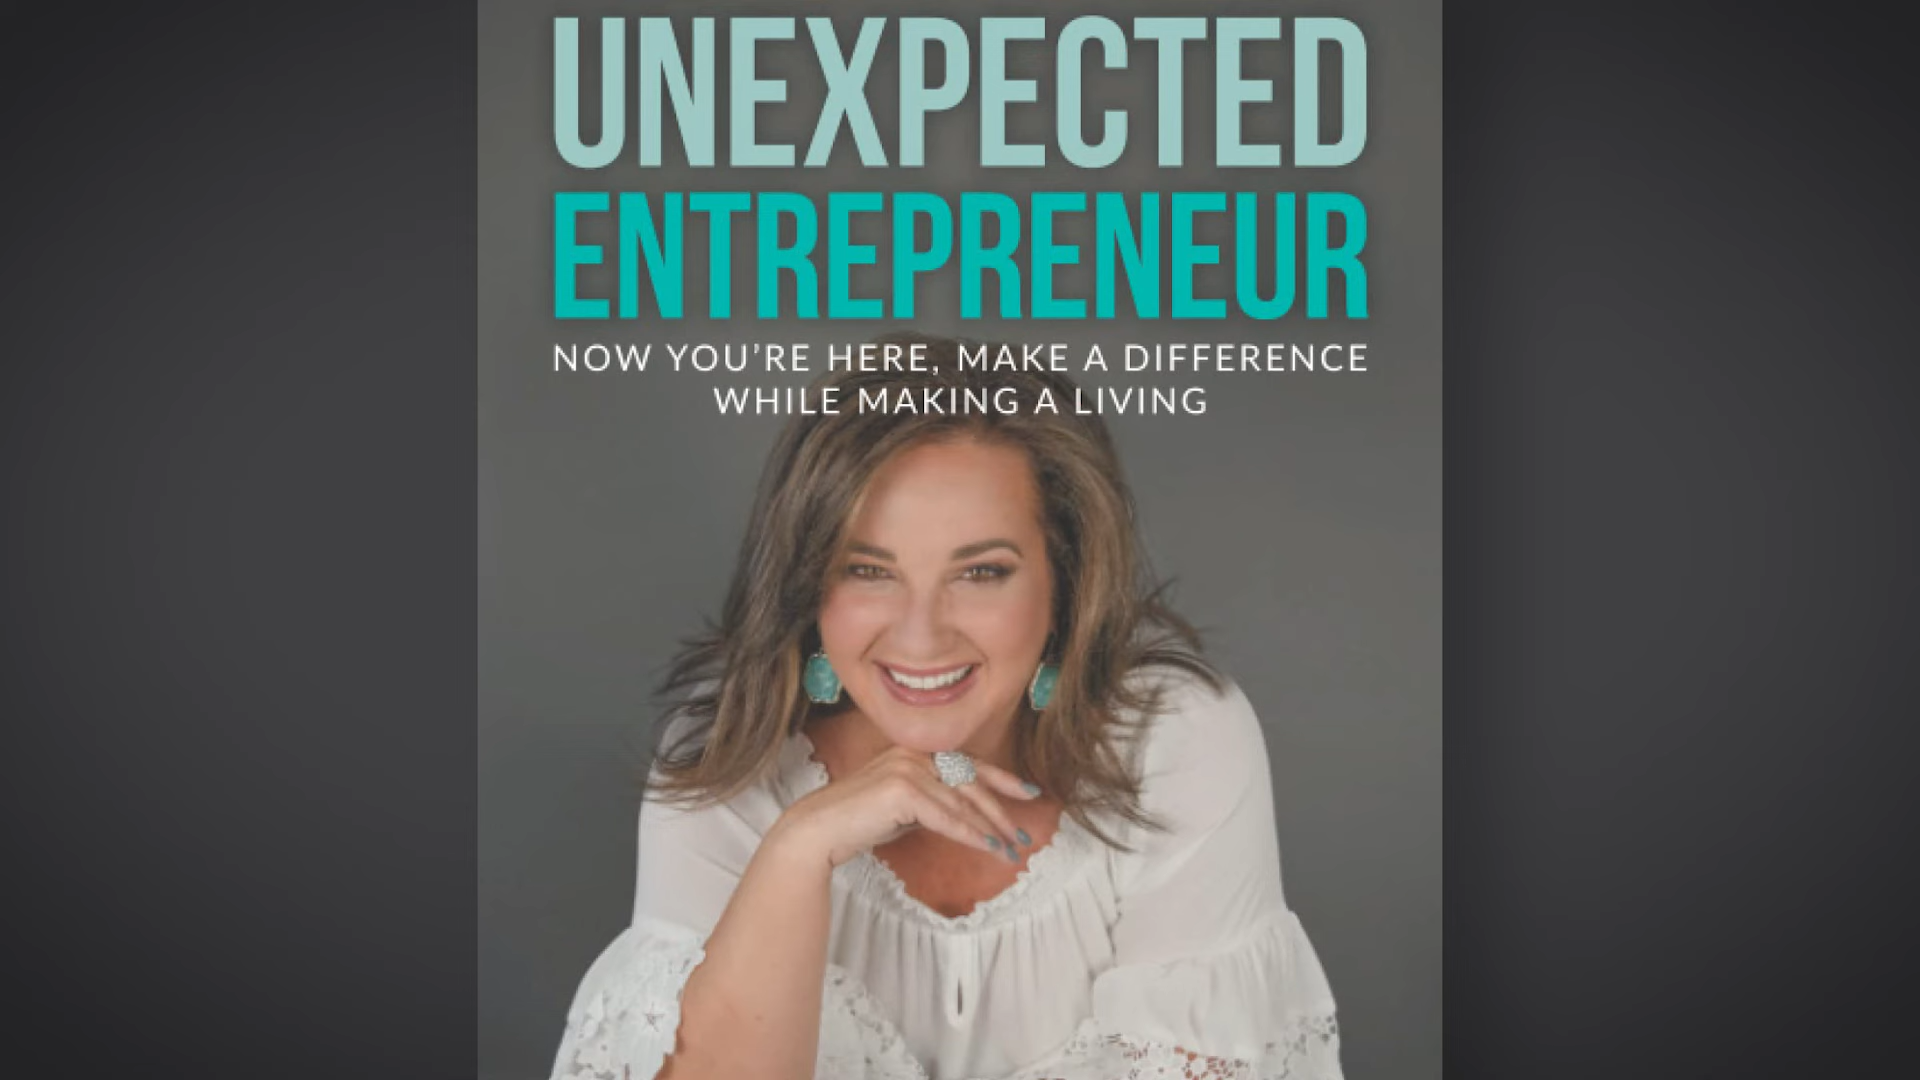 UNEXPECTED
ENTREPRENEUR
NOW YOU'RE HERE, MAKE A DIFFERENCE
WHILE MAKING A LIVING